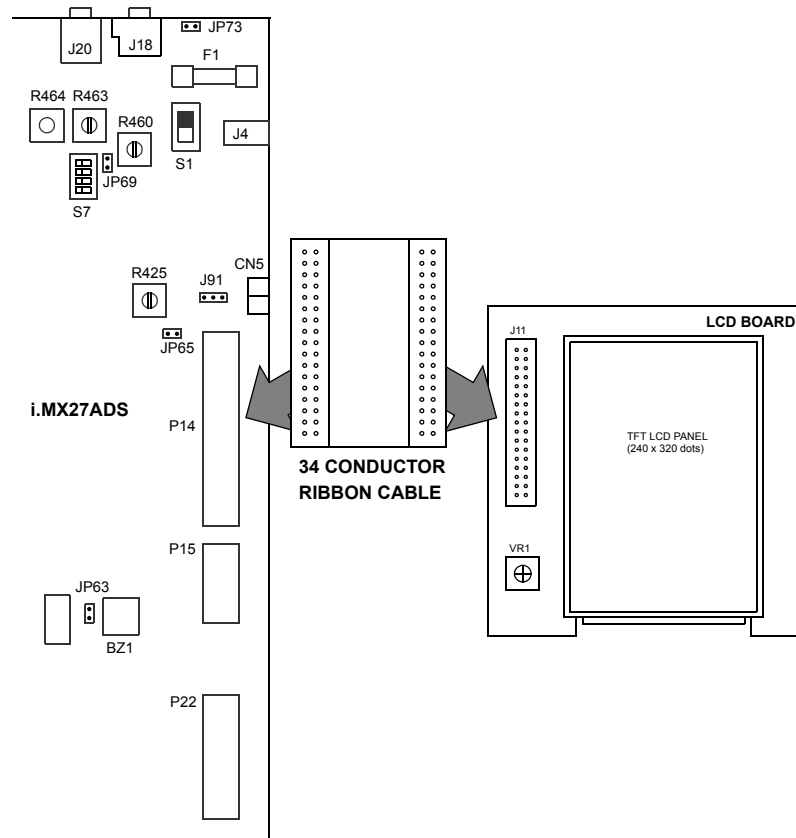 JP73
J20
J18
F1
R464
R463
R460
J4
S1
JP69
S7
CN5
R425
J91
JP65
LCD BOARD
J11
i.MX27ADS
P14
TFT LCD PANEL
(240 x 320 dots)
34 CONDUCTOR
RIBBON CABLE
P15
VR1
JP63
BZ1
P22